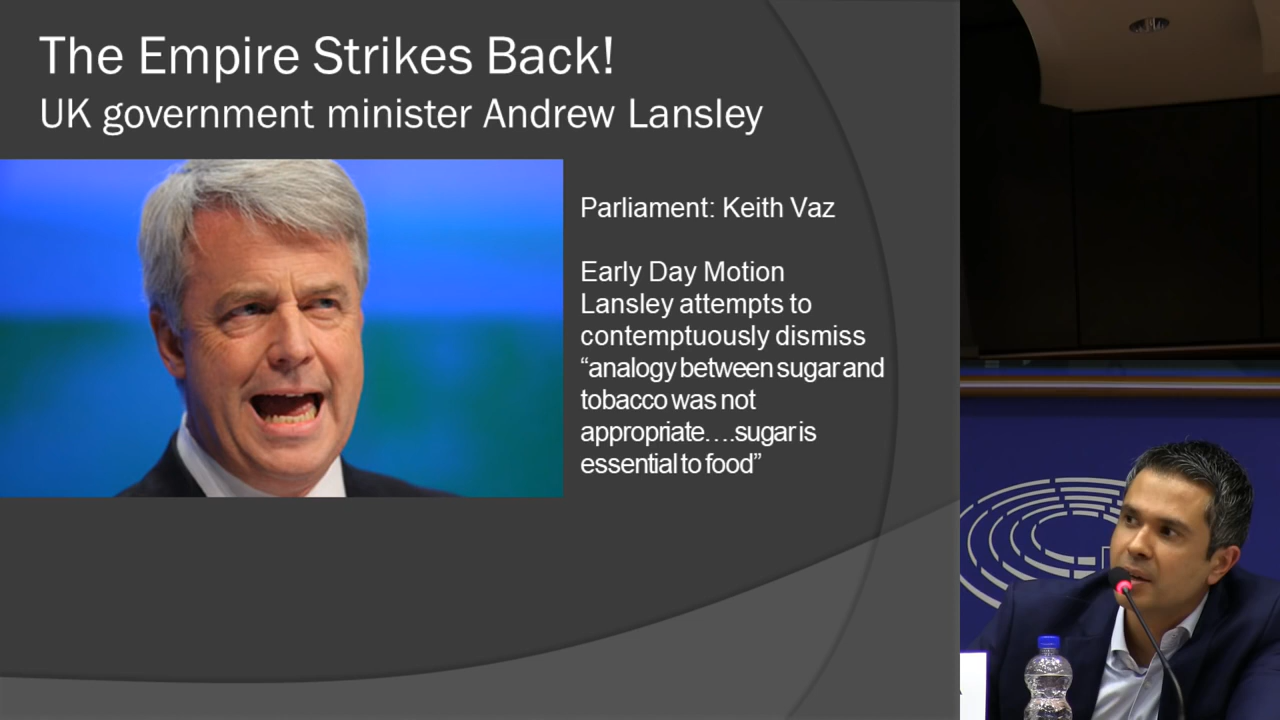 The Empire Strikes Back!
UK government minister Andrew Lansley
Parliament: Keith Vaz
Early Day Motion
Lansley attempts to
contemptuously dismiss
“analogy between sugar and
tobacco was not
appropriate….sugar is
essential to food”